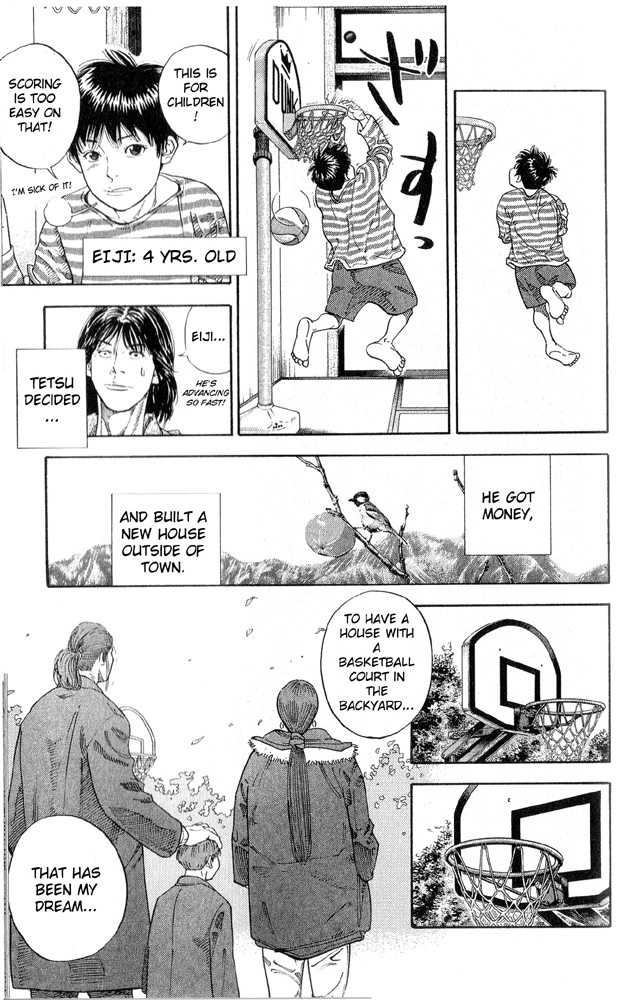 DUNK
THIS IS
FOR
CHILDREN
!
SCORING
IS TOO
EASY ON
THAT!
I'M SICK OF IT!
EIJI: 4 YRS. OLD
EIJI...
HE'S
ADVANCING
SO FAST!
TETSU
DECIDED
...
HE GOT
MONEY,
AND BUILT A
NEW HOUSE
OUTSIDE OF
TOWN.
TO HAVE A
HOUSE WITH
A
BASKETBALL
COURT IN
THE
BACKYARD...
THAT HAS
BEEN MY
DREAM...